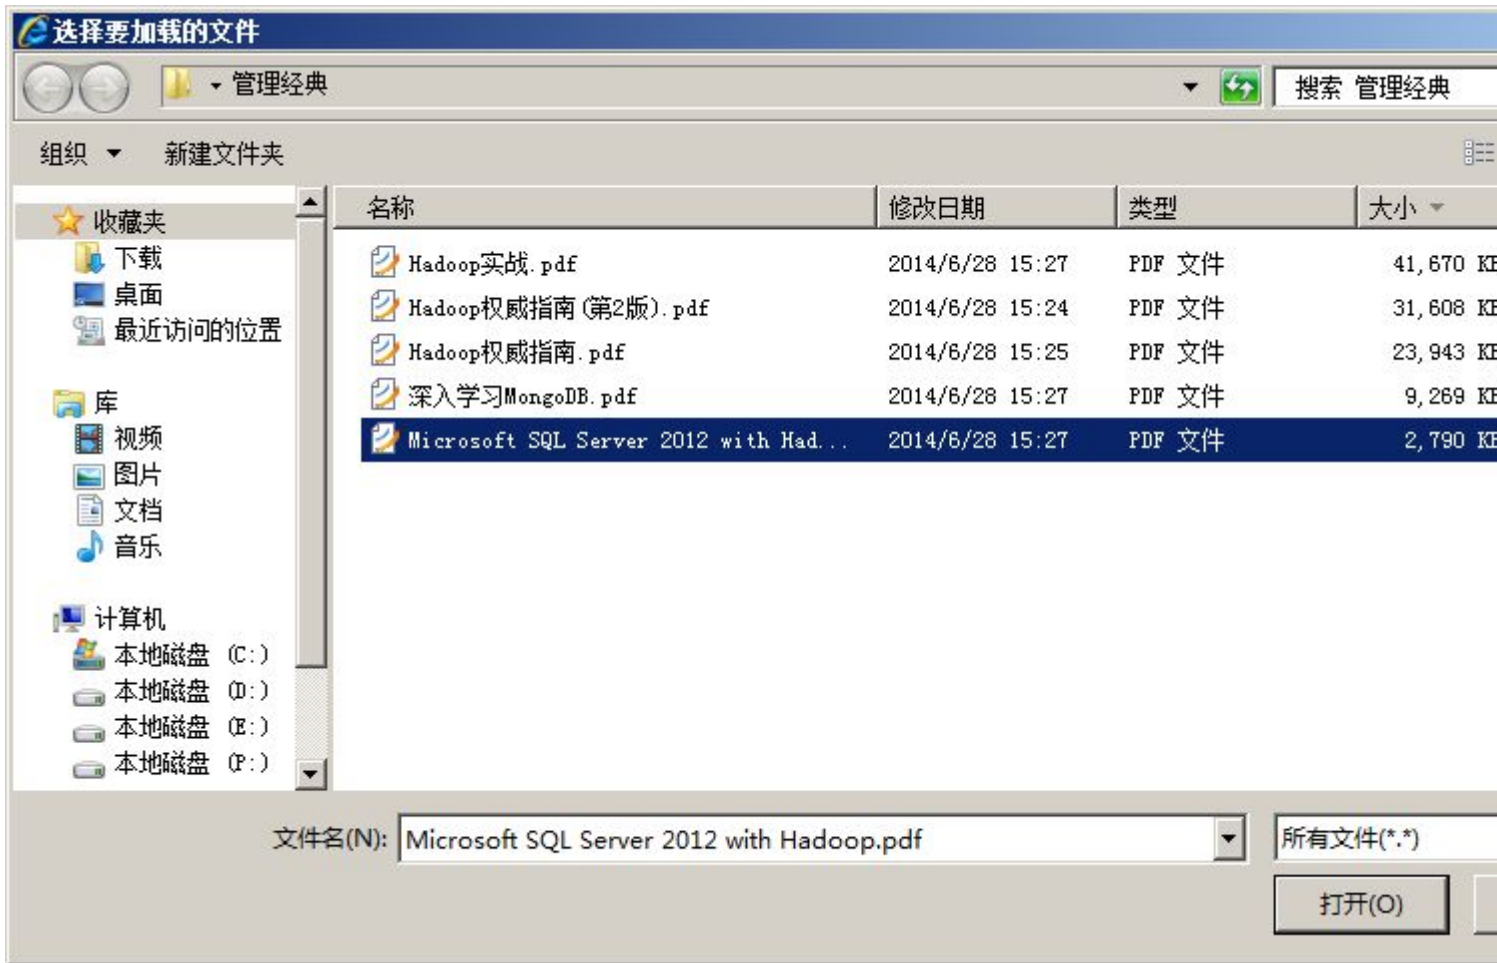 选择要加载的文件
管理经典
搜索 管理经典
组织
新建文件夹
名称 修改日期 类型 大小
收藏夹
下载
桌面
最近访问的位置
库
视频
图片
文档
音乐
计算机
本地磁盘 (C:)
本地磁盘 (D:)
本地磁盘 (E:)
本地磁盘 (F:)
Hadoop实战.pdf 2014/6/28 15:27 PDF 文件 41,670 KB
Hadoop权威指南(第2版).pdf 2014/6/28 15:24 PDF 文件 31,608 KB
Hadoop权威指南.pdf 2014/6/28 15:25 PDF 文件 23,943 KB
深入学习MongoDB.pdf 2014/6/28 15:27 PDF 文件 9,269 KB
Microsoft SQL Server 2012 with Had... 2014/6/28 15:27 PDF 文件 2,790 KB
文件名(N): Microsoft SQL Server 2012 with Hadoop.pdf
所有文件(*.*)
打开(O)